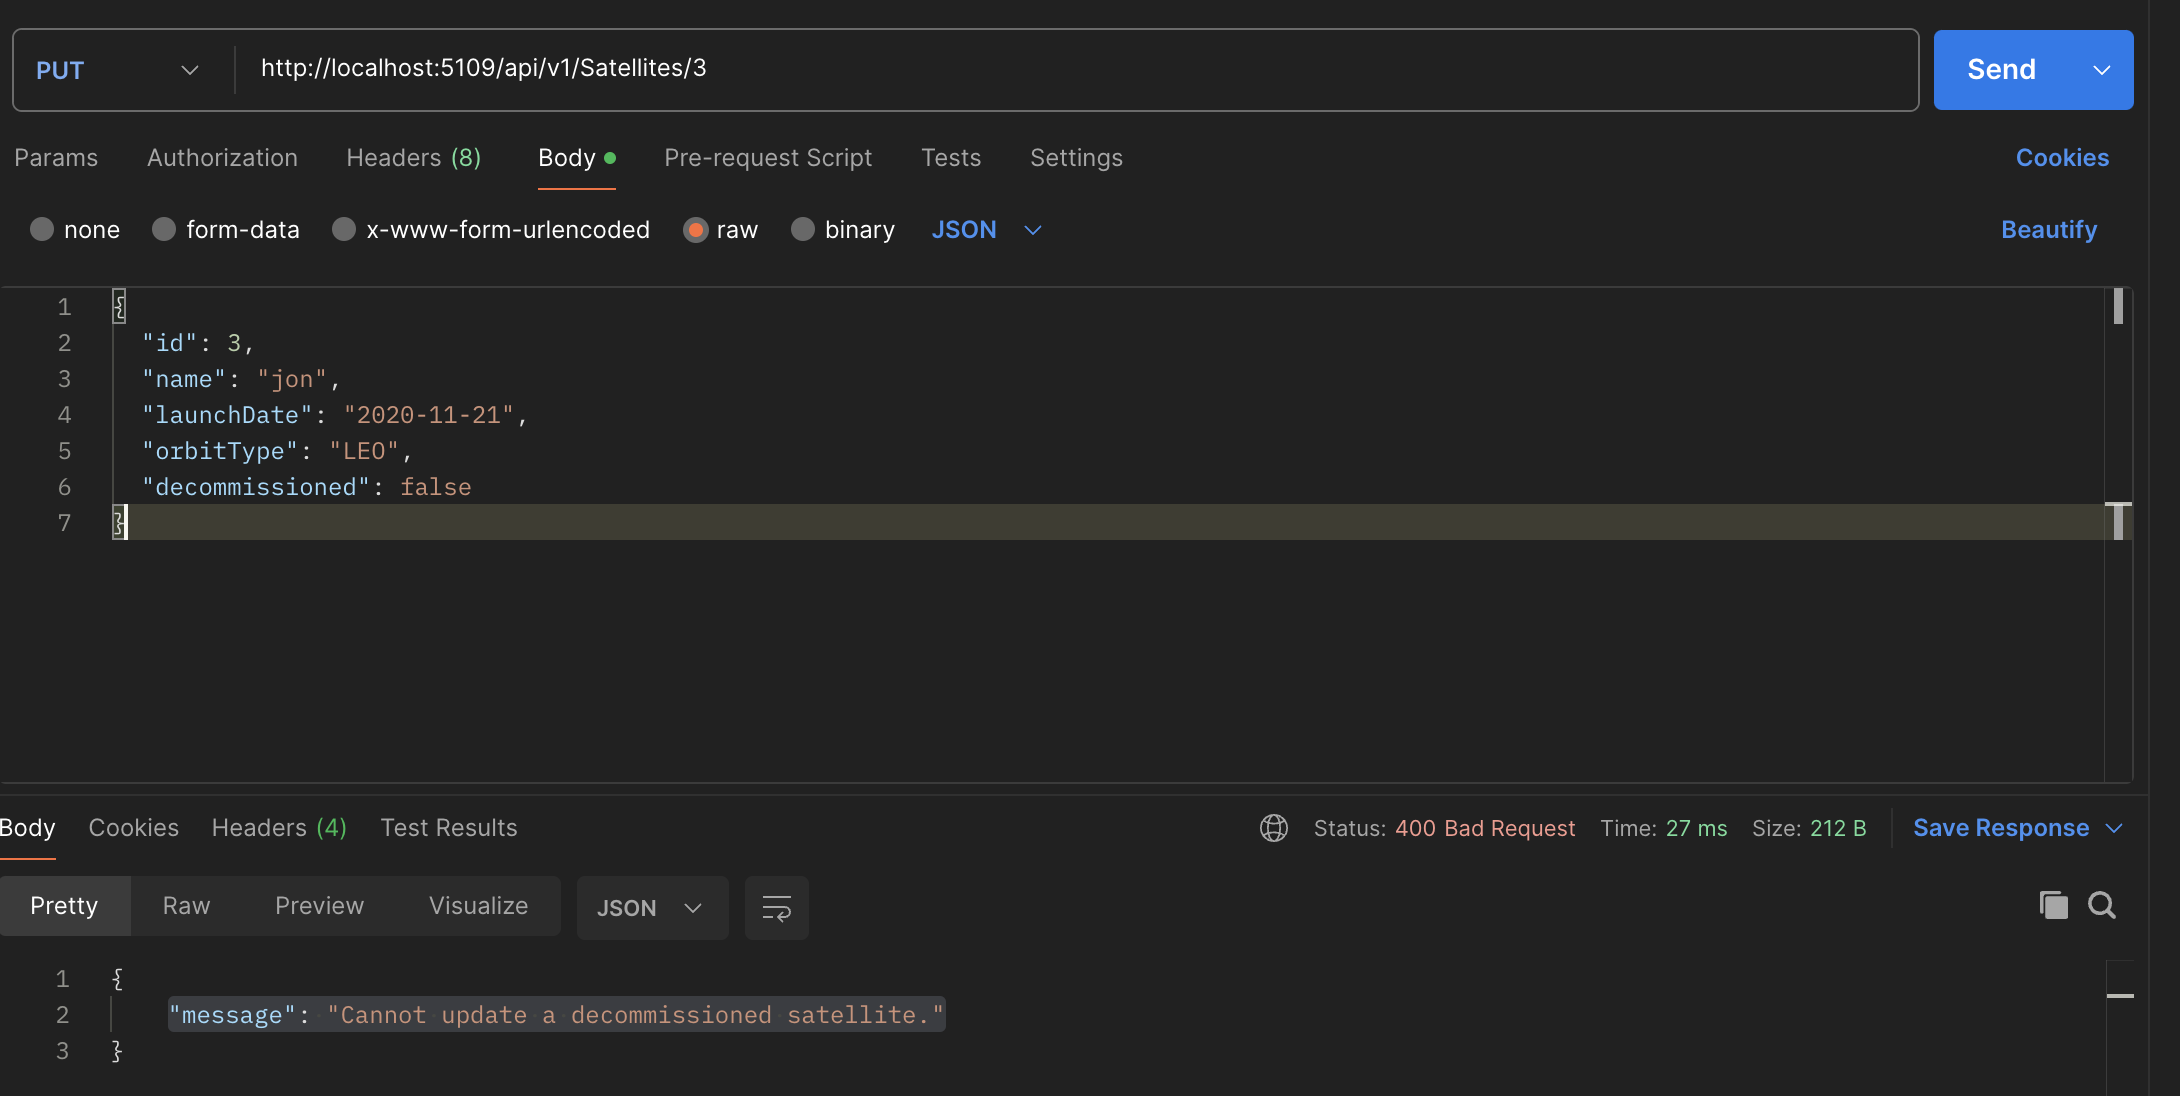 PUT http://localhost:5109/api/v1/Satellites/3 Send
Params Authorization Headers (8) Body Pre-request Script Tests Settings Cookies
none form-data x-www-form-urlencoded raw binary JSON Beautify
1 {
2 "id": 3,
3 "name": "jon",
4 "launchDate": "2020-11-21",
5 "orbitType": "LEO",
6 "decommissioned": false
7 }
Body Cookies Headers (4) Test Results Status: 400 Bad Request Time: 27 ms Size: 212 B Save Response
Pretty Raw Preview Visualize JSON
1 {
2 "message": "Cannot update a decommissioned satellite."
3 }